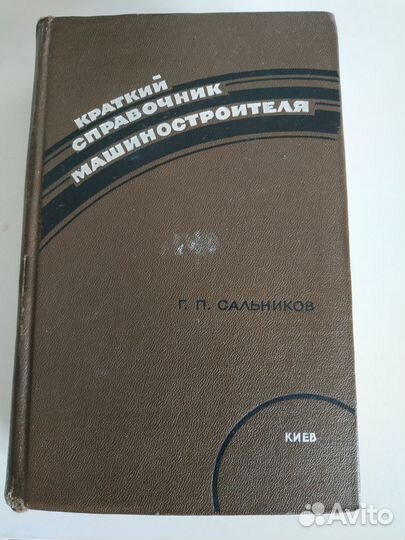 КРАТКИЙ
СПРАВОЧНИК
МАШИНОСТРОИТЕЛЯ
Г. П. САЛЬНИКОВ
КИЕВ
Avito